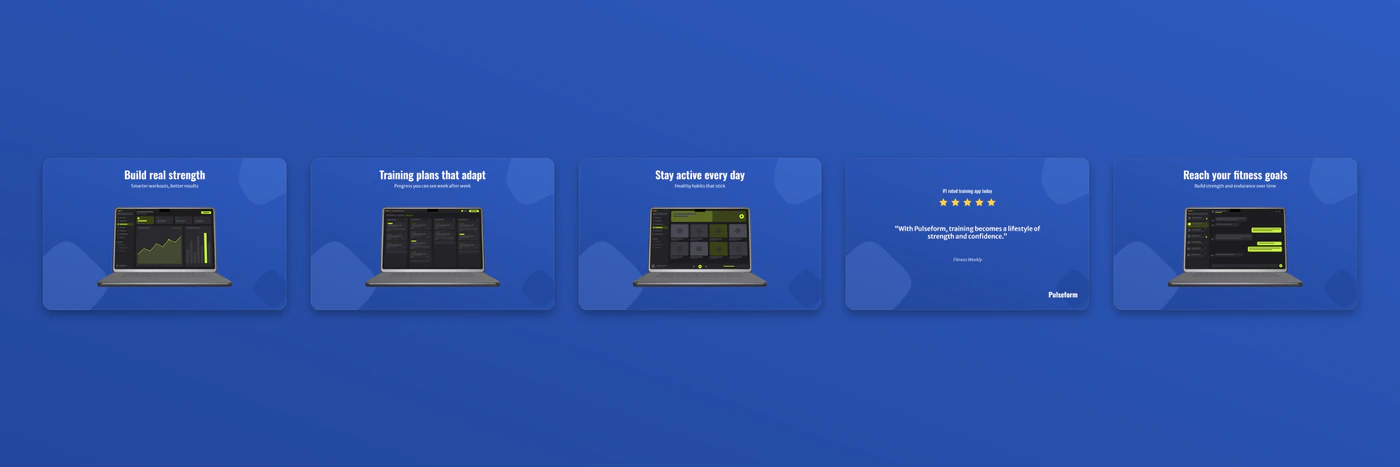 Build real strength
Smarter workouts, better results
Training plans that adapt
Progress you can see week after week
Stay active every day
Healthy habits that stick
#1 rated training app today
"With Pulseform, training becomes a lifestyle of
strength and confidence."
Fitness Weekly
Pulseform
Reach your fitness goals
Build strength and endurance over time